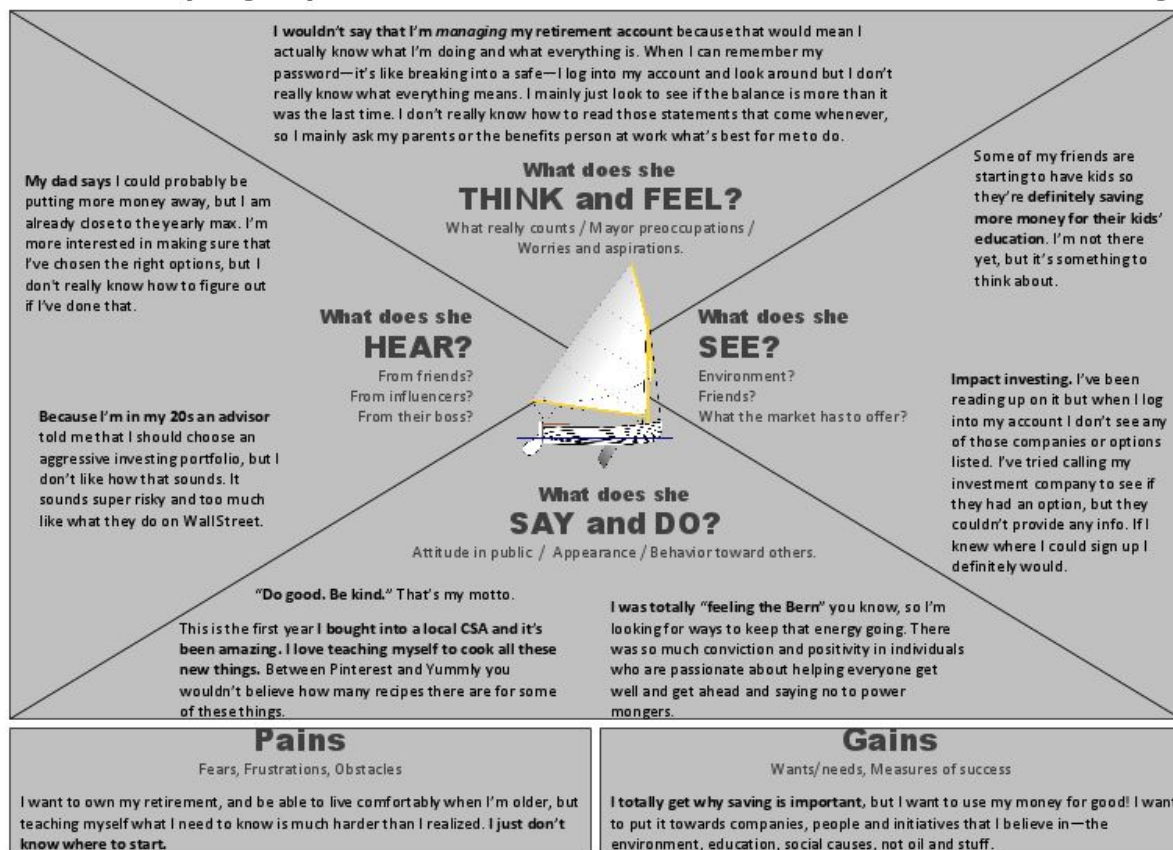 I wouldn't say that I'm managing my retirement account because that would mean I
actually know what I'm doing and what everything is. When I can remember my
password—it's like breaking into a safe—I log into my account and look around but I don't
really know what everything means. I mainly just look to see if the balance is more than it
was the last time. I don't really know how to read those statements that come whenever,
so I mainly ask my parents or the benefits person at work what's best for me to do.
What does she
THINK and FEEL?
What really counts / Mayor preoccupations /
Worries and aspirations.
My dad says I could probably be
putting more money away, but I am
already close to the yearly max. I'm
more interested in making sure that
I've chosen the right options, but I
don't really know how to figure out
if I've done that.
What does she
HEAR?
From friends?
From influencers?
From their boss?
Because I'm in my 20s an advisor
told me that I should choose an
aggressive investing portfolio, but I
don't like how that sounds. It
sounds super risky and too much
like what they do on Wall Street.
Some of my friends are
starting to have kids so
they're definitely saving
more money for their kids'
education. I'm not there
yet, but it's something to
think about.
What does she
SEE?
Environment?
Friends?
What the market has to offer?
Impact investing. I've been
reading up on it but when I log
into my account I don't see any
of those companies or options
listed. I've tried calling my
investment company to see if
they had an option, but they
couldn't provide any info. If I
knew where I could sign up I
definitely would.
What does she
SAY and DO?
Attitude in public / Appearance / Behavior toward others.
"Do good. Be kind." That's my motto.
This is the first year I bought into a local CSA and it's
been amazing. I love teaching myself to cook all these
new things. Between Pinterest and Yummly you
wouldn't believe how many recipes there are for some
of these things.
I was totally "feeling the Bern" you know, so I'm
looking for ways to keep that energy going. There
was so much conviction and positivity in individuals
who are passionate about helping everyone get
well and get ahead and saying no to power
mongers.
Pains
Fears, Frustrations, Obstacles
I want to own my retirement, and be able to live comfortably when I'm older, but
teaching myself what I need to know is much harder than I realized. I just don't
know where to start.
Gains
Wants/needs, Measures of success
I totally get why saving is important, but I want to use my money for good! I want
to put it towards companies, people and initiatives that I believe in—the
environment, education, social causes, not oil and stuff.